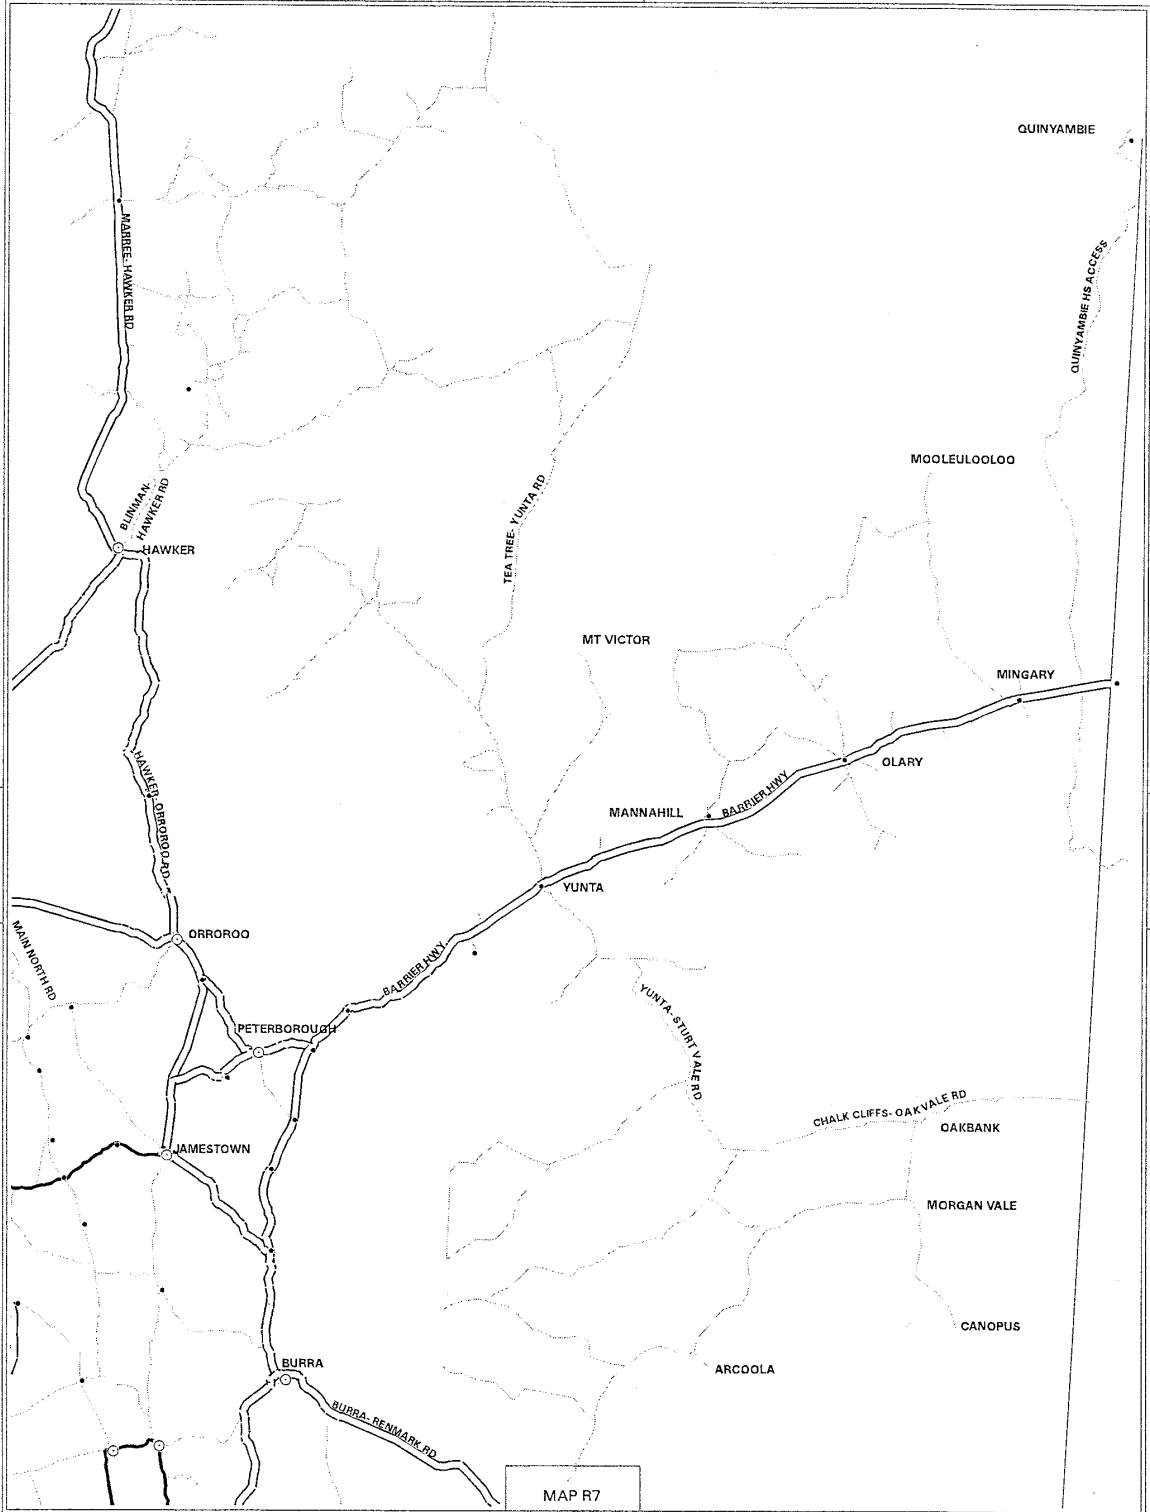 QUINYAMBIE
MARREE- HAWKER RD
QUINYAMBIE HS ACCESS
MOOLEULOOLOO
BLINMAN-
HAWKER RD
TEA TREE- YUNTA RD
HAWKER
MT VICTOR
MINGARY
HAWKER-ORROROO RD
OLARY
BARRIER HWY
MANNAHILL
YUNTA
MAIN NORTH RD
ORROROO
BARRIER HWY
YUNTA- STURT VALE RD
PETERBOROUGH
CHALK CLIFFS- OAKVALE RD
OAKBANK
JAMESTOWN
MORGAN VALE
CANOPUS
BURRA
ARCOOLA
BURRA- RENMARK RD
MAP R7